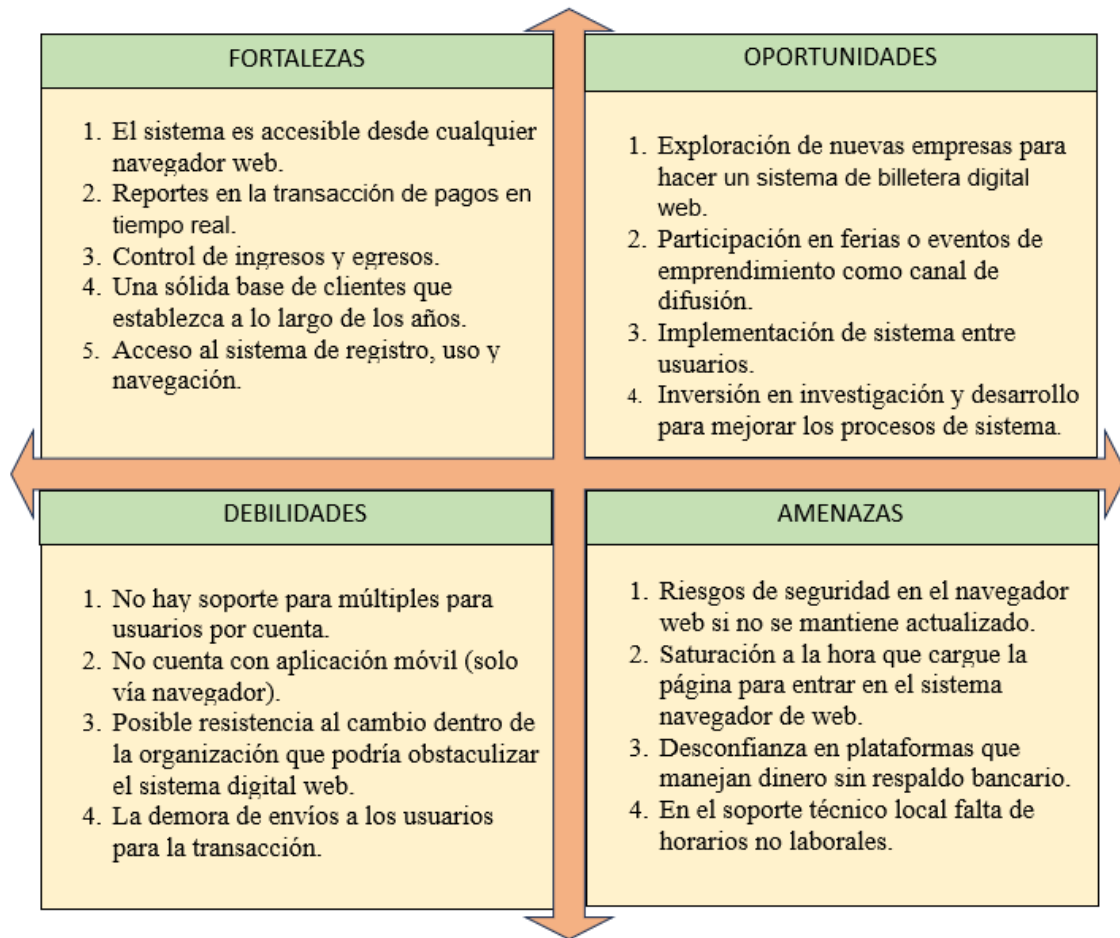 FORTALEZAS
1. El sistema es accesible desde cualquier
navegador web.
2. Reportes en la transacción de pagos en
tiempo real.
3. Control de ingresos y egresos.
4. Una sólida base de clientes que
establezca a lo largo de los años.
5. Acceso al sistema de registro, uso y
navegación.
OPORTUNIDADES
1. Exploración de nuevas empresas para
hacer un sistema de billetera digital
web.
2. Participación en ferias o eventos de
emprendimiento como canal de
difusión.
3. Implementación de sistema entre
usuarios.
4. Inversión en investigación y desarrollo
para mejorar los procesos de sistema.
DEBILIDADES
1. No hay soporte para múltiples para
usuarios por cuenta.
2. No cuenta con aplicación móvil (solo
vía navegador).
3. Posible resistencia al cambio dentro de
la organización que podría obstaculizar
el sistema digital web.
4. La demora de envíos a los usuarios
para la transacción.
AMENAZAS
1. Riesgos de seguridad en el navegador
web si no se mantiene actualizado.
2. Saturación a la hora que cargue la
página para entrar en el sistema
navegador de web.
3. Desconfianza en plataformas que
manejan dinero sin respaldo bancario.
4. En el soporte técnico local falta de
horarios no laborales.